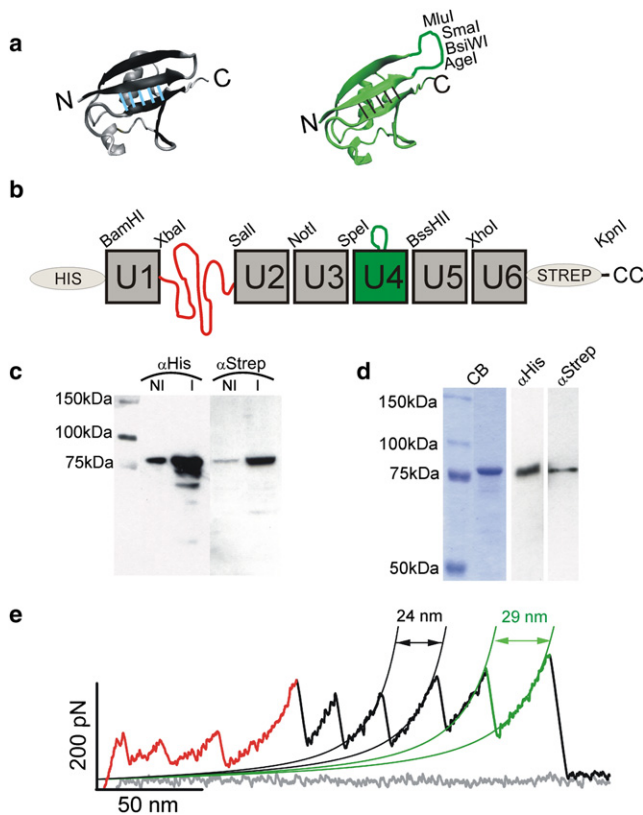 a
N
C
N
C
MluI
SmaI
BsiWI
AgeI
b
BamHI
XbaI
SalI
NotI
SpeI
BssHII
XhoI
KpnI
HIS
U1
U2
U3
U4
U5
U6
STREP
CC
c
αHis
αStrep
NI
I
NI
I
150kDa
100kDa
75kDa
d
CB
αHis
αStrep
150kDa
100kDa
75kDa
50kDa
e
24 nm
29 nm
200 pN
50 nm